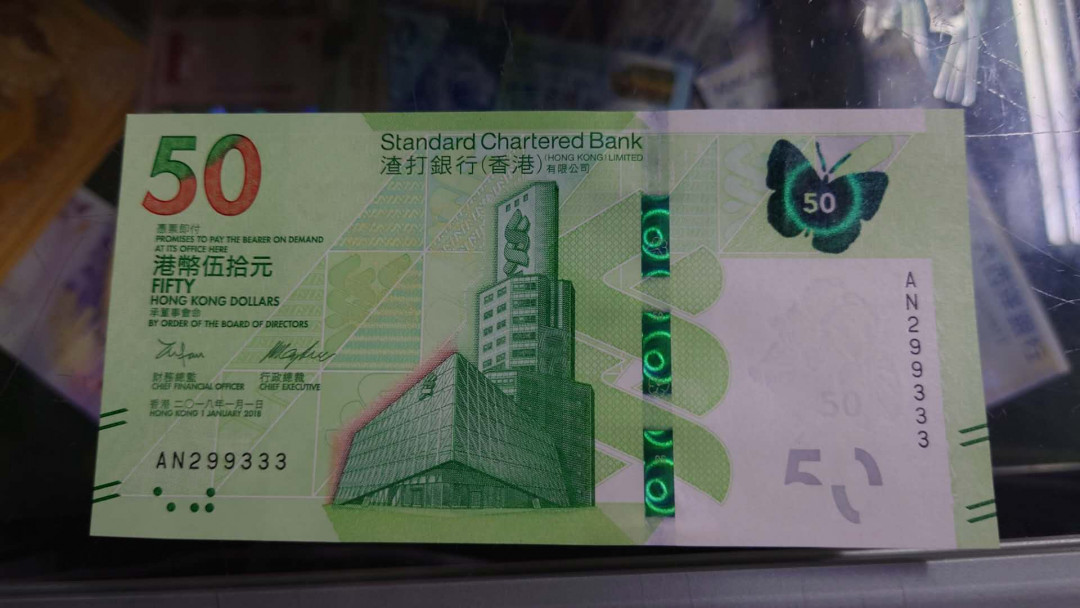 50
Standard Chartered Bank
渣打銀行(香港) (HONG KONG) LIMITED 有限公司
50
憑票即付
PROMISES TO PAY THE BEARER ON DEMAND
AT ITS OFFICE HERE
港幣伍拾元
FIFTY
HONG KONG DOLLARS
承董事會命
BY ORDER OF THE BOARD OF DIRECTORS
財務總監 行政總裁
CHIEF FINANCIAL OFFICER CHIEF EXECUTIVE
香港 二〇一八年一月一日
HONG KONG 1 JANUARY 2018
AN299333
AN299333
50
50